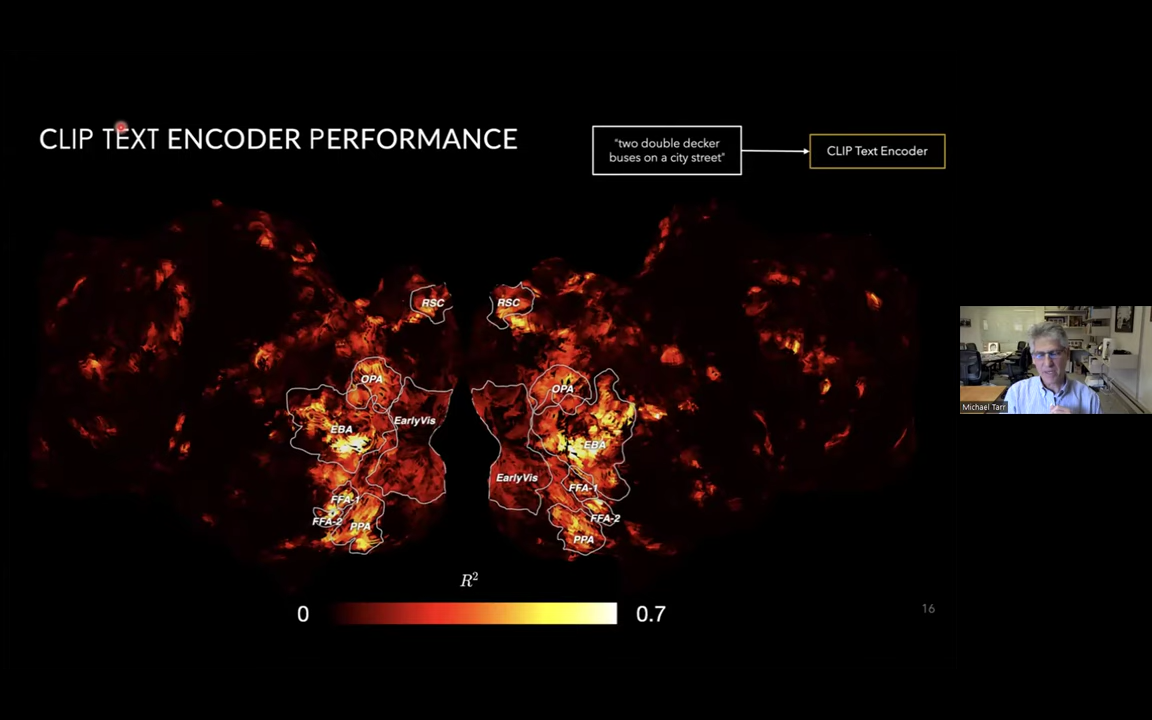 CLIP TEXT ENCODER PERFORMANCE
"two double decker
buses on a city street"
CLIP Text Encoder
RSC
RSC
OPA
OPA
EarlyVis
EBA
EBA
EarlyVis
FFA-1
FFA-1
FFA-2
PPA
FFA-2
PPA
R²
0
0.7
16
Michael Tarr